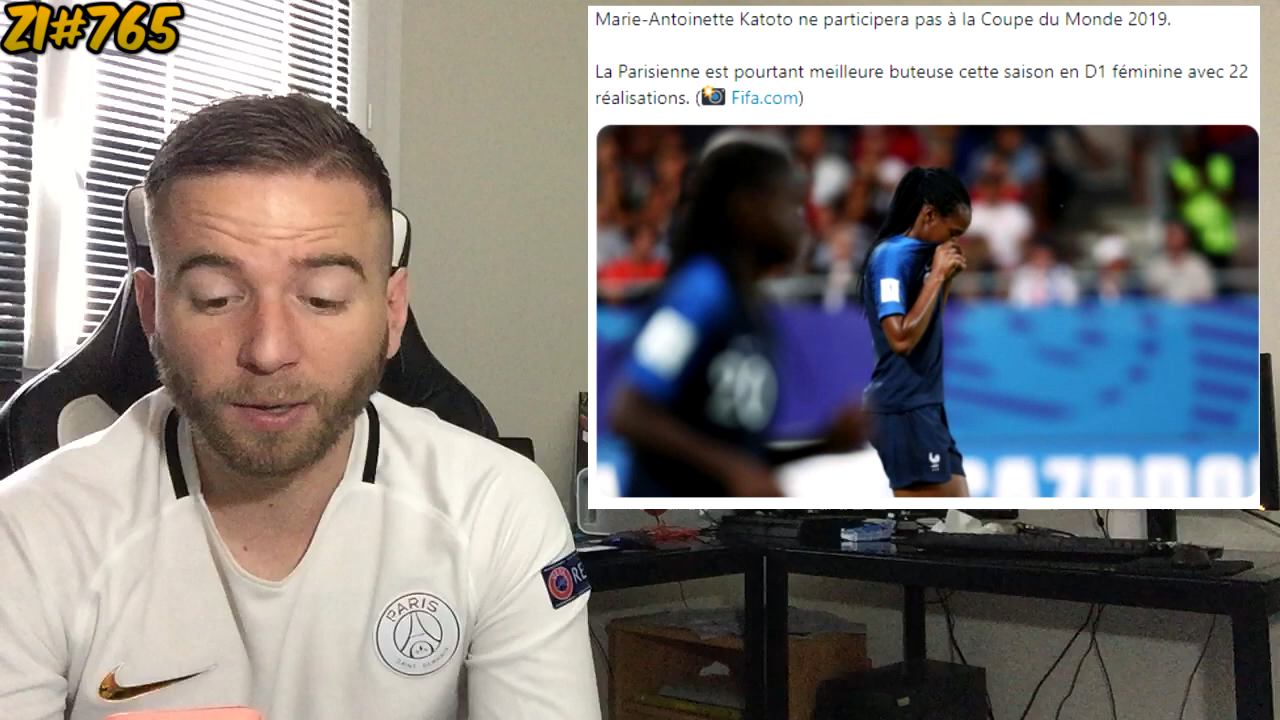 ZI#765
Marie-Antoinette Katoto ne participera pas à la Coupe du Monde 2019.
La Parisienne est pourtant meilleure buteuse cette saison en D1 féminine avec 22
réalisations. (📸 Fifa.com)
PARIS
SAINT-GERMAIN
RE